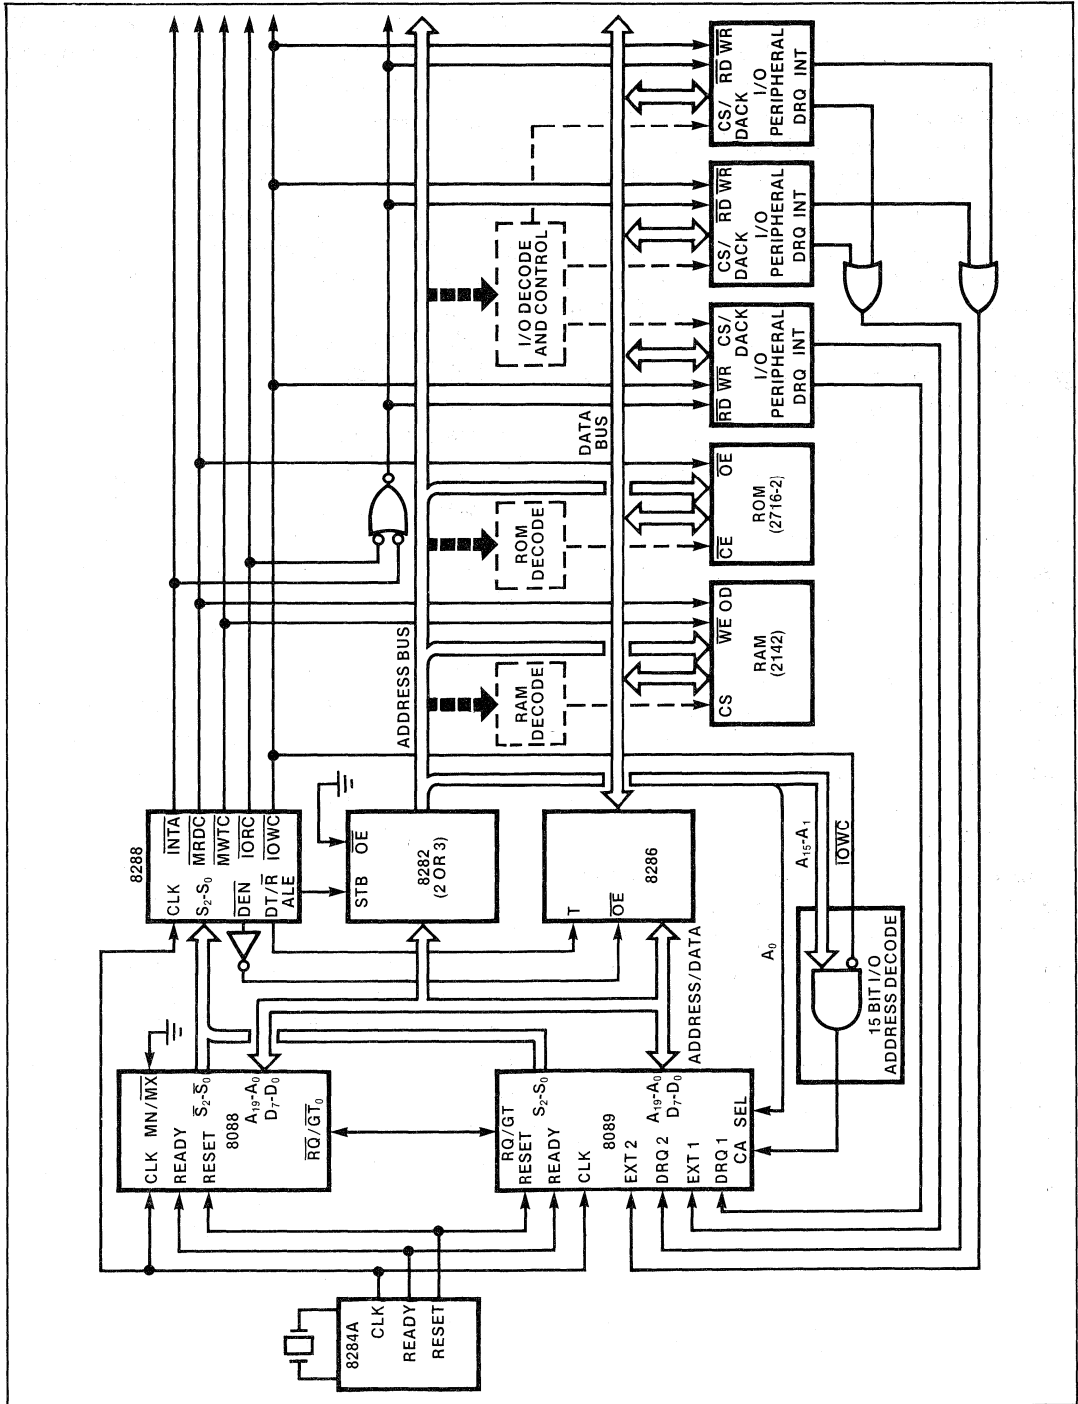 8284A
CLK
READY
RESET
CLK
MN/MX
READY
RESET
S2-S0
8088
A19-A0
D7-D0
RQ/GT0
RQ/GT
RESET
READY
CLK
S2-S0
8089
A19-A0
D7-D0
EXT 2
DRQ 2
EXT 1
DRQ 1
CA
SEL
ADDRESS/DATA
8288
CLK
S2-S0
DEN
DT/R
ALE
INTA
MRDC
MWTC
IORC
IOWC
STB
OE
8282
(2 OR 3)
T
OE
8286
A0
A15-A1
IOWC
15 BIT I/O
ADDRESS DECODE
ADDRESS BUS
DATA
BUS
RAM
DECODE
ROM
DECODE
I/O DECODE
AND CONTROL
CS
WE
OD
RAM
(2142)
CE
OE
ROM
(2716-2)
RD
WR
CS/
DACK
I/O
PERIPHERAL
DRQ
INT
CS/
DACK
RD
WR
I/O
PERIPHERAL
DRQ
INT
CS/
DACK
RD
WR
I/O
PERIPHERAL
DRQ
INT